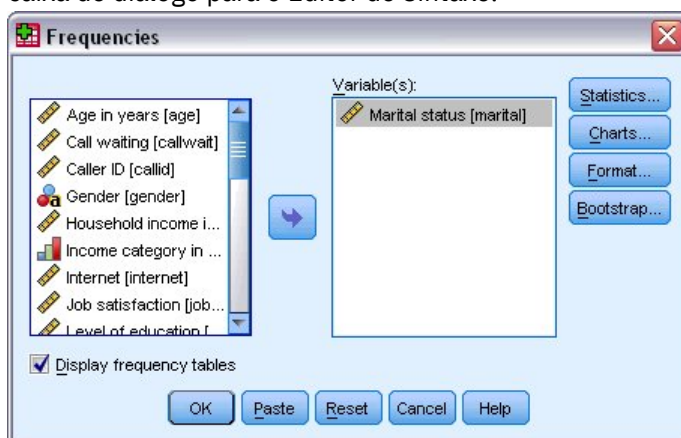 caixa de diálogo para o Editor de Sintaxe.
Frequencies
Age in years [age]
Call waiting [callwait]
Caller ID [callid]
Gender [gender]
Household income i...
Income category in ...
Internet [internet]
Job satisfaction [job...
Level of education [
Variable(s):
Marital status [marital]
Statistics...
Charts...
Format...
Bootstrap...
Display frequency tables
OK
Paste
Reset
Cancel
Help